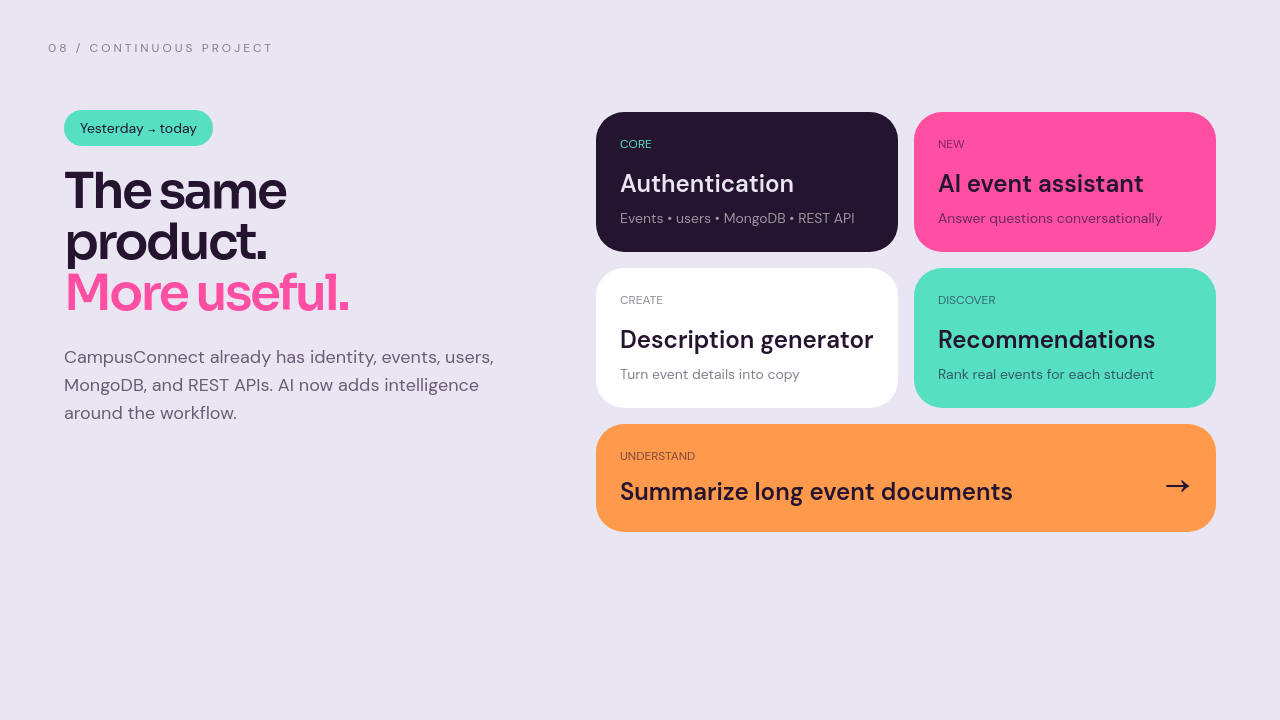 08 / CONTINUOUS PROJECT
Yesterday → today
The same
product.
More useful.
CampusConnect already has identity, events, users,
MongoDB, and REST APIs. AI now adds intelligence
around the workflow.
CORE
Authentication
Events • users • MongoDB • REST API
NEW
AI event assistant
Answer questions conversationally
CREATE
Description generator
Turn event details into copy
DISCOVER
Recommendations
Rank real events for each student
UNDERSTAND
Summarize long event documents
→